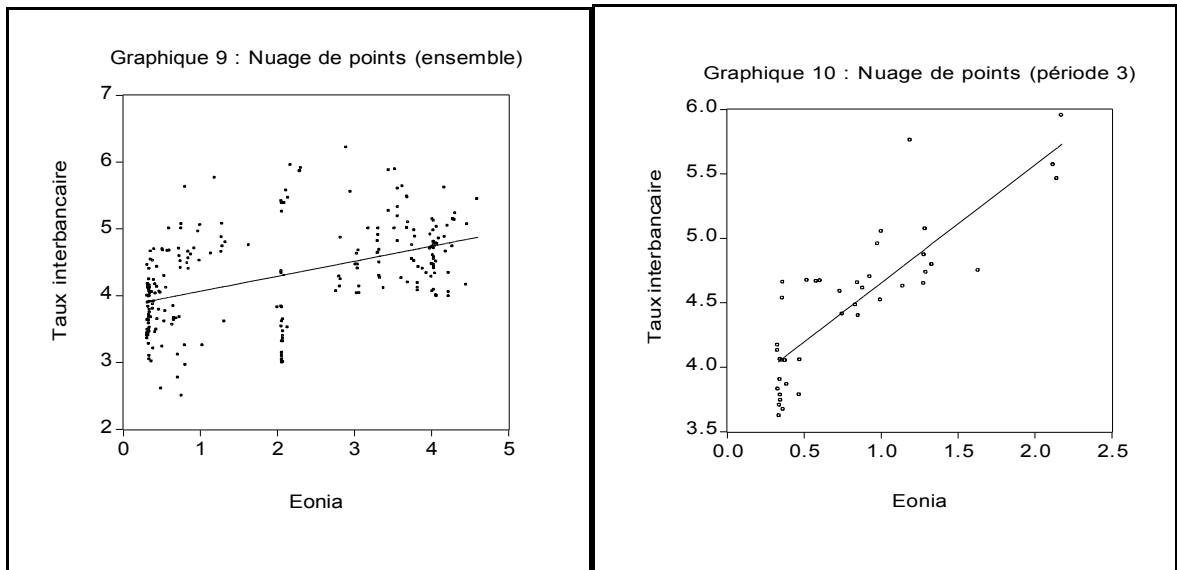 Graphique 9 : Nuage de points (ensemble)
7
6
5
4
3
2
Taux interbancaire
0 1 2 3 4 5
Eonia
Graphique 10 : Nuage de points (période 3)
6.0
5.5
5.0
4.5
4.0
3.5
Taux interbancaire
0.0 0.5 1.0 1.5 2.0 2.5
Eonia